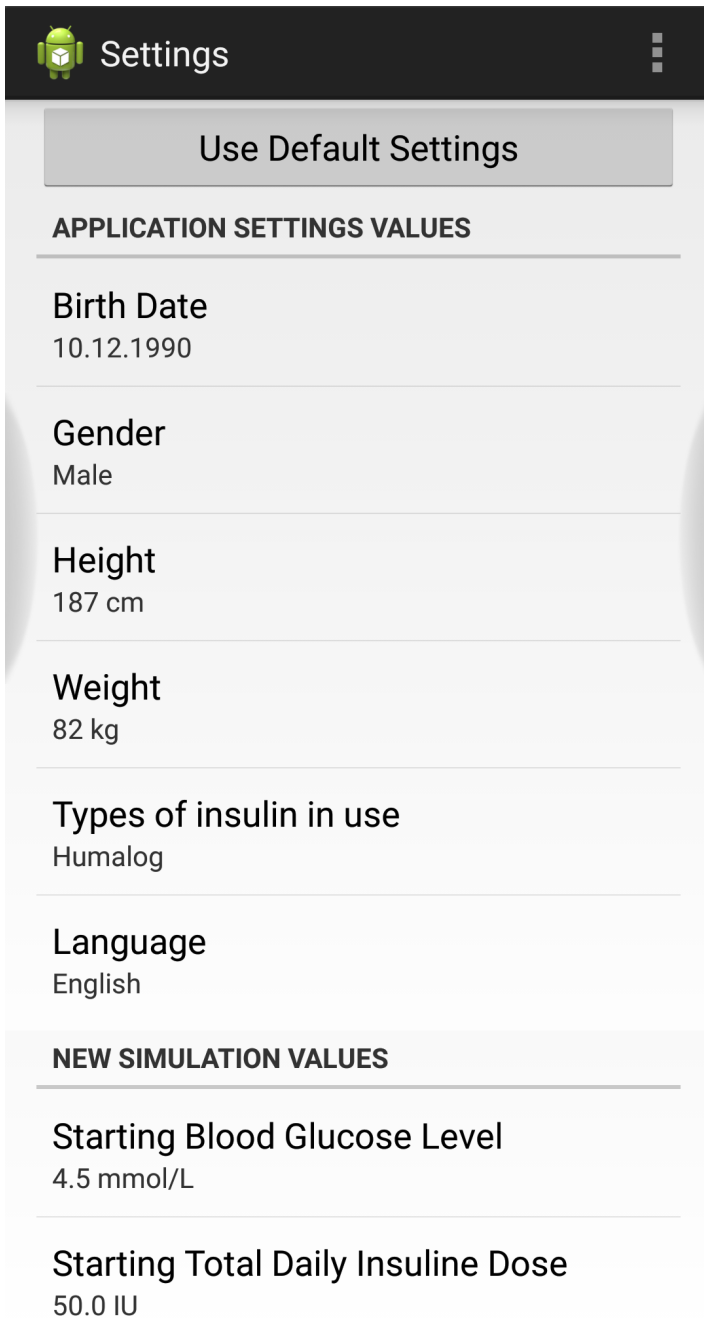 Settings
Use Default Settings
APPLICATION SETTINGS VALUES
Birth Date
10.12.1990
Gender
Male
Height
187 cm
Weight
82 kg
Types of insulin in use
Humalog
Language
English
NEW SIMULATION VALUES
Starting Blood Glucose Level
4.5 mmol/L
Starting Total Daily Insuline Dose
50.0 IU